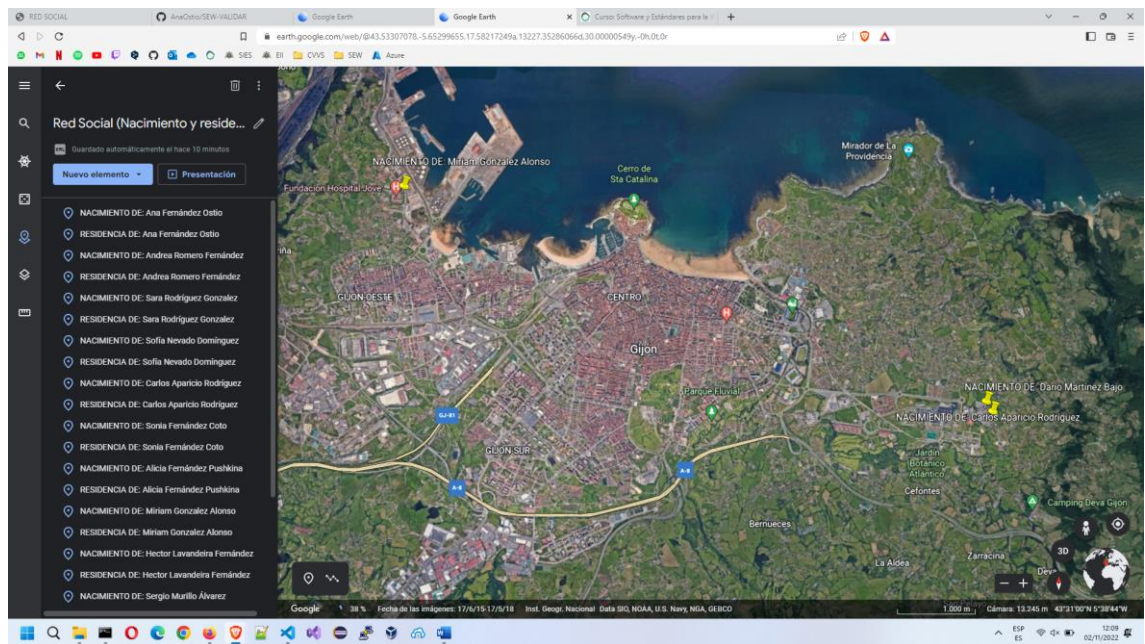 RED SOCIAL
AnaOstio/SEW-VALIDAR
Google Earth
Google Earth
Curso: Software y Estándares para la
earth.google.com/web/@43.53307078,-5.65299655,17.58217249a,13227.35286066d,30.00000549y,-0h,0t,0r
SIES
EII
CVVS
SEW
Azure
Red Social (Nacimiento y reside...
Guardado automáticamente el hace 10 minutos
Nuevo elemento
Presentación
NACIMIENTO DE: Ana Fernández Ostio
RESIDENCIA DE: Ana Fernández Ostio
NACIMIENTO DE: Andrea Romero Fernández
RESIDENCIA DE: Andrea Romero Fernández
NACIMIENTO DE: Sara Rodríguez Gonzalez
RESIDENCIA DE: Sara Rodríguez Gonzalez
NACIMIENTO DE: Sofía Nevado Domínguez
RESIDENCIA DE: Sofía Nevado Domínguez
NACIMIENTO DE: Carlos Aparicio Rodríguez
RESIDENCIA DE: Carlos Aparicio Rodríguez
NACIMIENTO DE: Sonia Fernández Coto
RESIDENCIA DE: Sonia Fernández Coto
NACIMIENTO DE: Alicia Fernández Pushkina
RESIDENCIA DE: Alicia Fernández Pushkina
NACIMIENTO DE: Miriam Gonzalez Alonso
RESIDENCIA DE: Miriam Gonzalez Alonso
NACIMIENTO DE: Hector Lavandeira Fernández
RESIDENCIA DE: Hector Lavandeira Fernández
NACIMIENTO DE: Sergio Murillo Álvarez
NACIMIENTO DE: Miriam Gonzalez Alonso
Fundación Hospital Jove
Cerro de
Sta Catalina
Mirador de La
Providencia
GIJON-OESTE
CENTRO
Gijón
Parque Fluvial
NACIMIENTO DE: Dario Martinez Bajo
NACIMIENTO DE: Carlos Aparicio Rodriguez
GJ-81
GIJON-SUR
A-8
A-8
Jardín
Botánico
Atlántico
Cefontes
Camping Deva Gijón
Bernueces
Zarracina
La Aldea
Deva
3D
Google
38 %
Fecha de las imágenes: 17/6/15-17/5/18
Inst. Geogr. Nacional Data SIO, NOAA, U.S. Navy, NGA, GEBCO
1.000 m
Cámara: 13.245 m
43°31'00"N 5°38'44"W
ESP
ES
12:09
02/11/2022